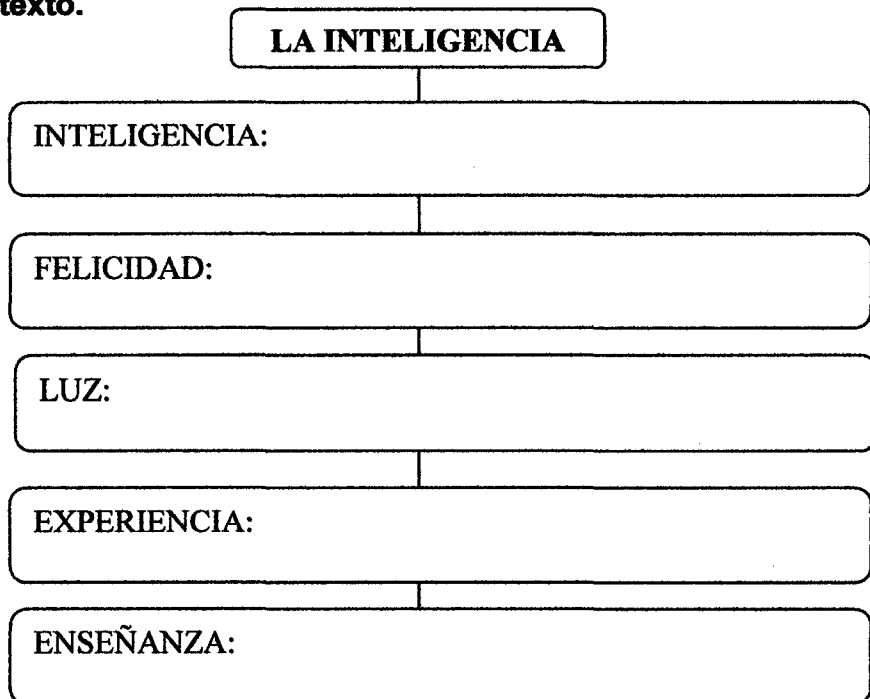 texto.
LA INTELIGENCIA
INTELIGENCIA:
FELICIDAD:
LUZ:
EXPERIENCIA:
ENSEÑANZA: